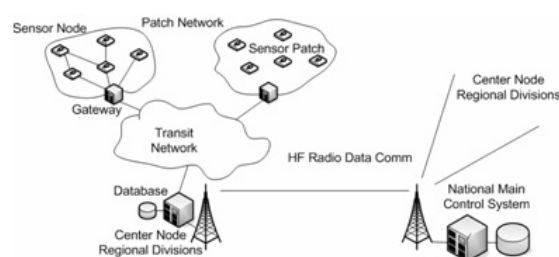 Sensor Node
Patch Network
Sensor Patch
Gateway
Transit
Network
Center Node
Regional Divisions
HF Radio Data Comm
Database
Center Node
Regional Divisions
National Main
Control System